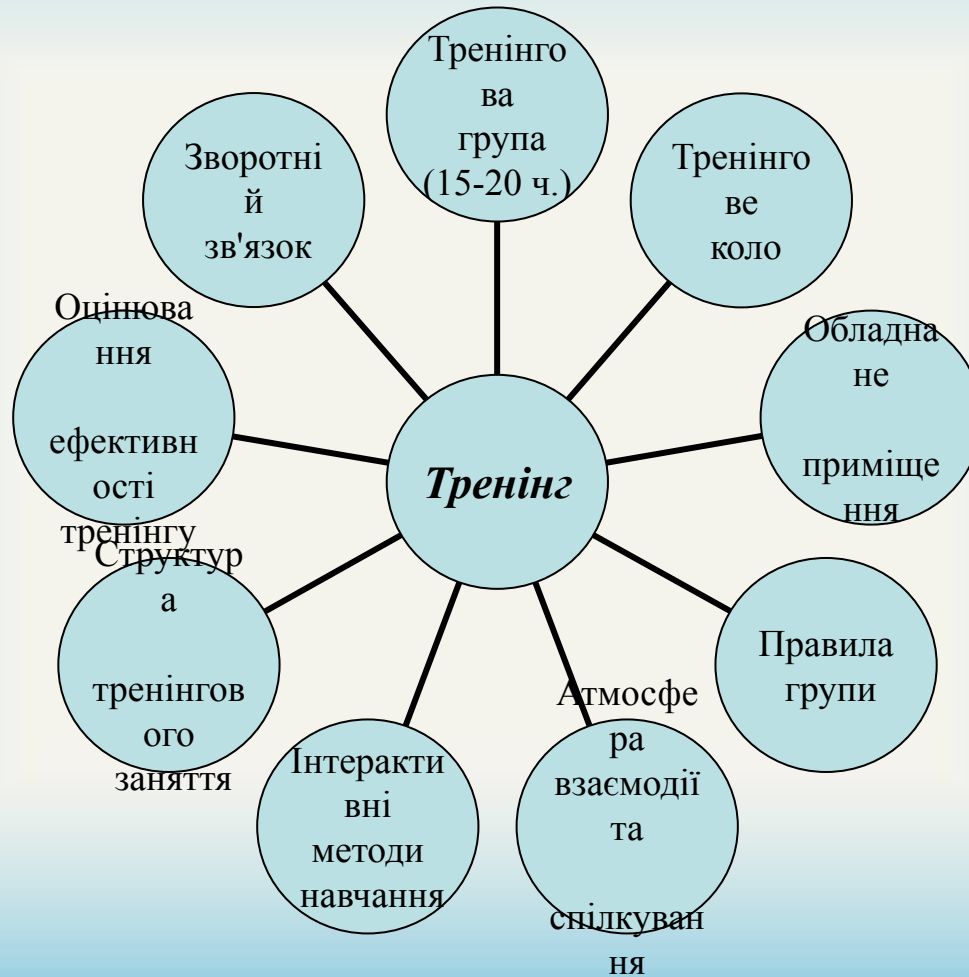 Тренінго
ва
група
(15-20 ч.)
Тренінго
ве
коло
Обладна
не
приміще
ння
Правила
групи
Атмосфе
ра
взаємодії
та
спілкуван
ня
Інтеракти
вні
методи
навчання
Структур
а
тренінгов
ого
заняття
Оцінюва
ння
ефективн
ості
тренінгу
Зворотні
й
зв'язок
Тренінг